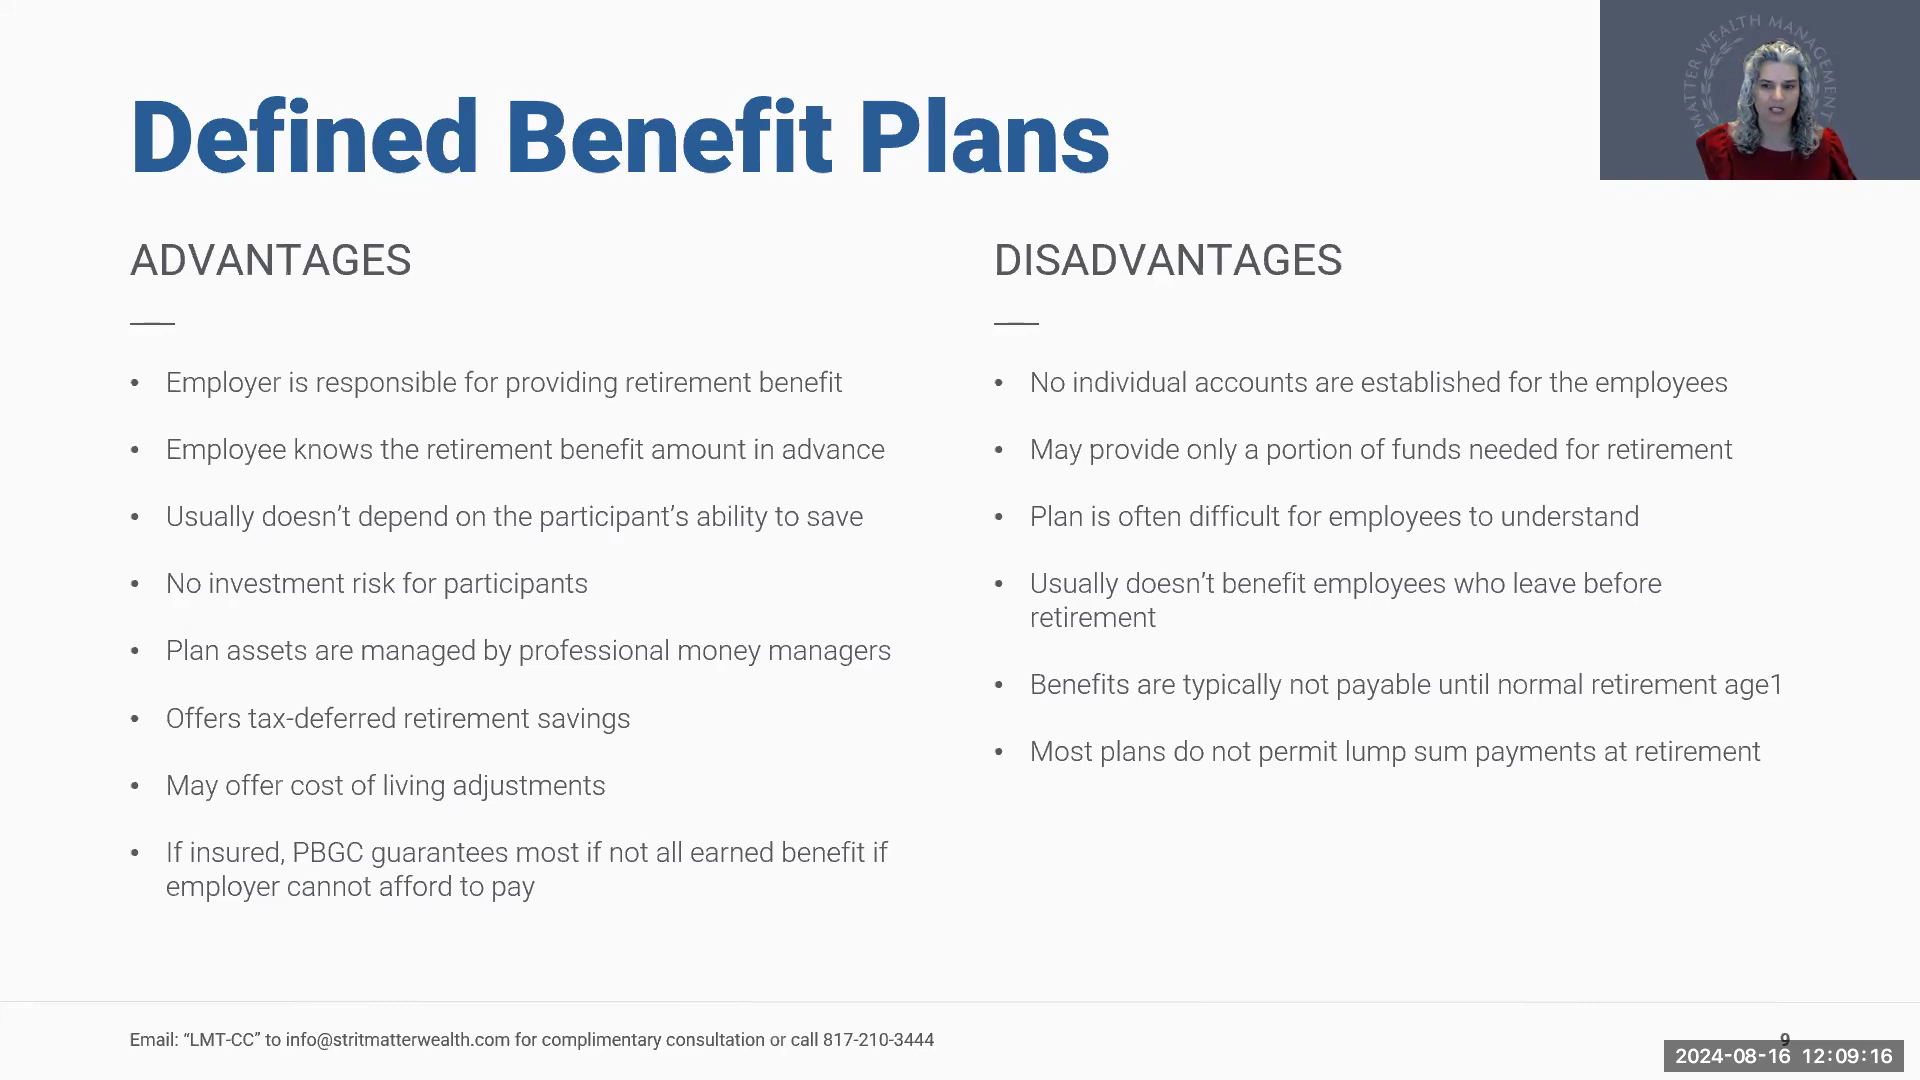 Defined Benefit Plans
MATTER WEALTH MANAGEMENT
ADVANTAGES
• Employer is responsible for providing retirement benefit
• Employee knows the retirement benefit amount in advance
• Usually doesn’t depend on the participant’s ability to save
• No investment risk for participants
• Plan assets are managed by professional money managers
• Offers tax-deferred retirement savings
• May offer cost of living adjustments
• If insured, PBGC guarantees most if not all earned benefit if
employer cannot afford to pay
DISADVANTAGES
• No individual accounts are established for the employees
• May provide only a portion of funds needed for retirement
• Plan is often difficult for employees to understand
• Usually doesn’t benefit employees who leave before
retirement
• Benefits are typically not payable until normal retirement age1
• Most plans do not permit lump sum payments at retirement
Email: “LMT-CC” to info@stritmatterwealth.com for complimentary consultation or call 817-210-3444
9
2024-08-16 12:09:16